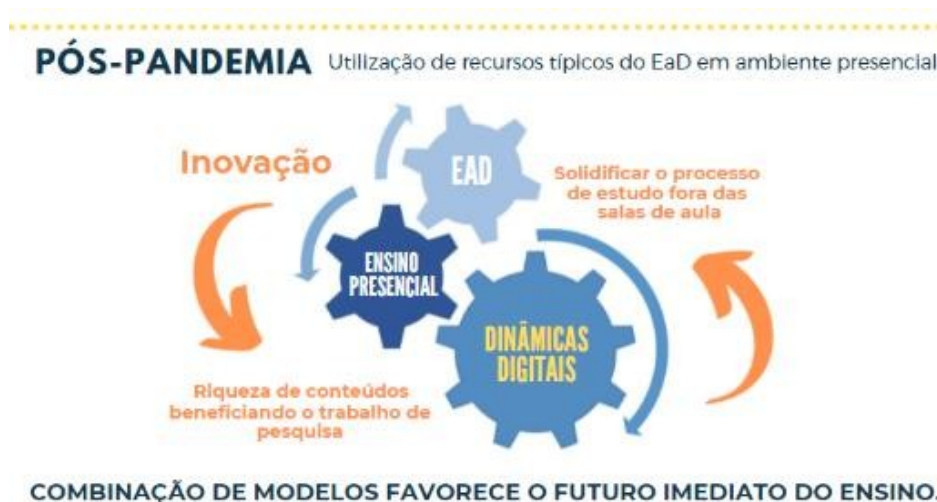 PÓS-PANDEMIA Utilização de recursos típicos do EaD em ambiente presencial
Inovação
EAD
Solidificar o processo
de estudo fora das
salas de aula
ENSINO
PRESENCIAL
DINÂMICAS
DIGITAIS
Riqueza de conteúdos
beneficiando o trabalho de
pesquisa
COMBINAÇÃO DE MODELOS FAVORECE O FUTURO IMEDIATO DO ENSINO